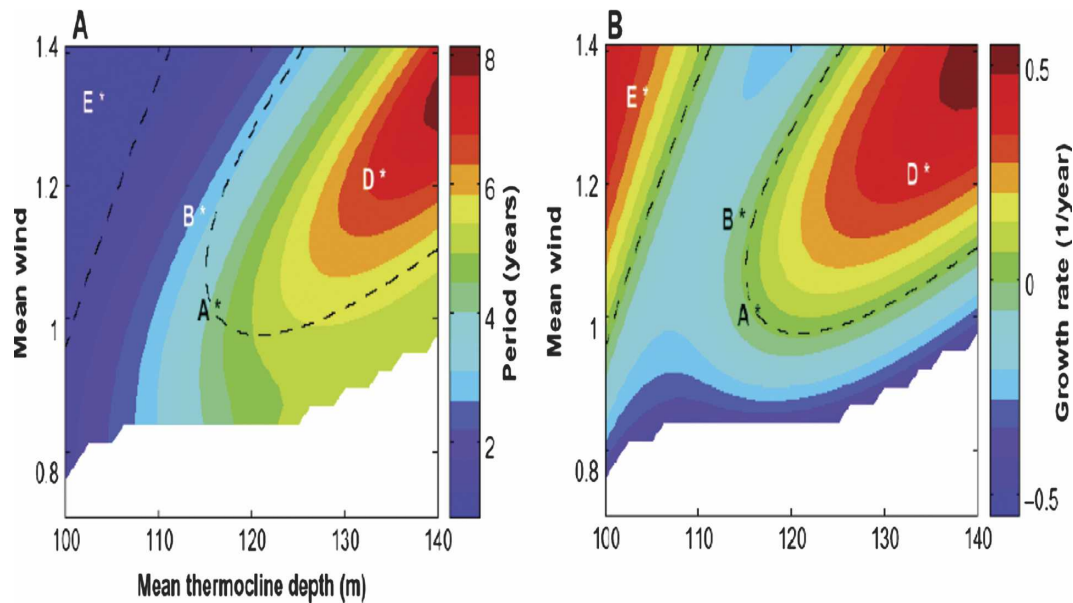 A
B
1.4
1.2
1
0.8
Mean wind
E *
B *
D *
A *
100
110
120
130
140
Mean thermocline depth (m)
8
6
4
2
Period (years)
1.4
1.2
1
0.8
Mean wind
E *
B *
D *
A *
100
110
120
130
140
0.5
0
−0.5
Growth rate (1/year)